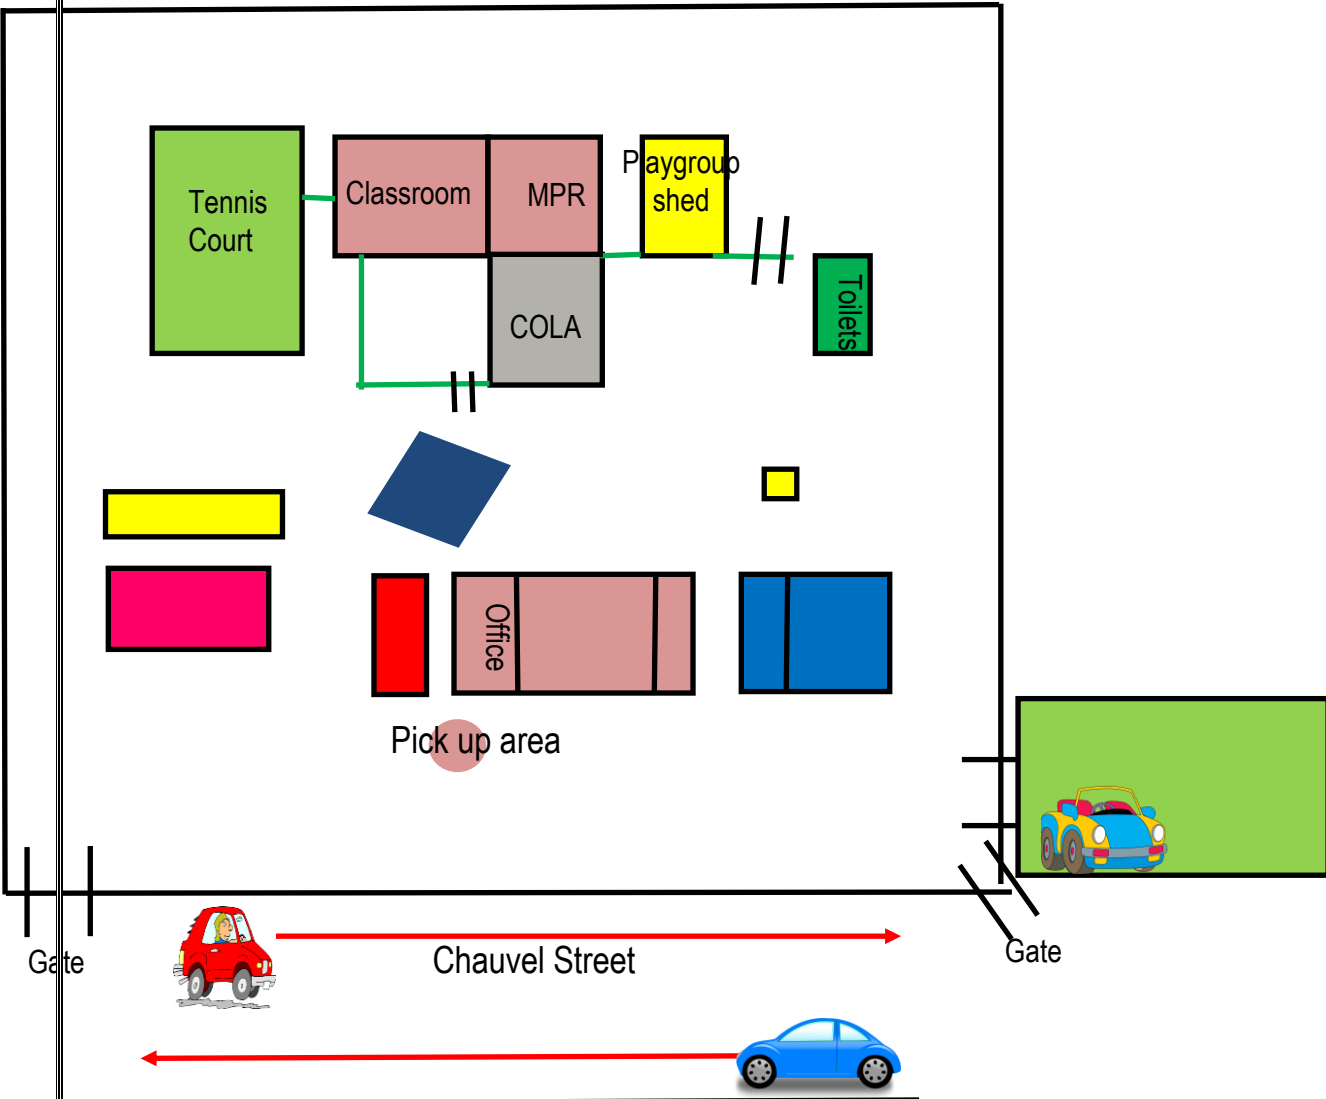 Tennis
Court
Classroom
MPR
Playgroup
shed
Toilets
COLA
Office
Pick up area
Gate
Chauvel Street
Gate